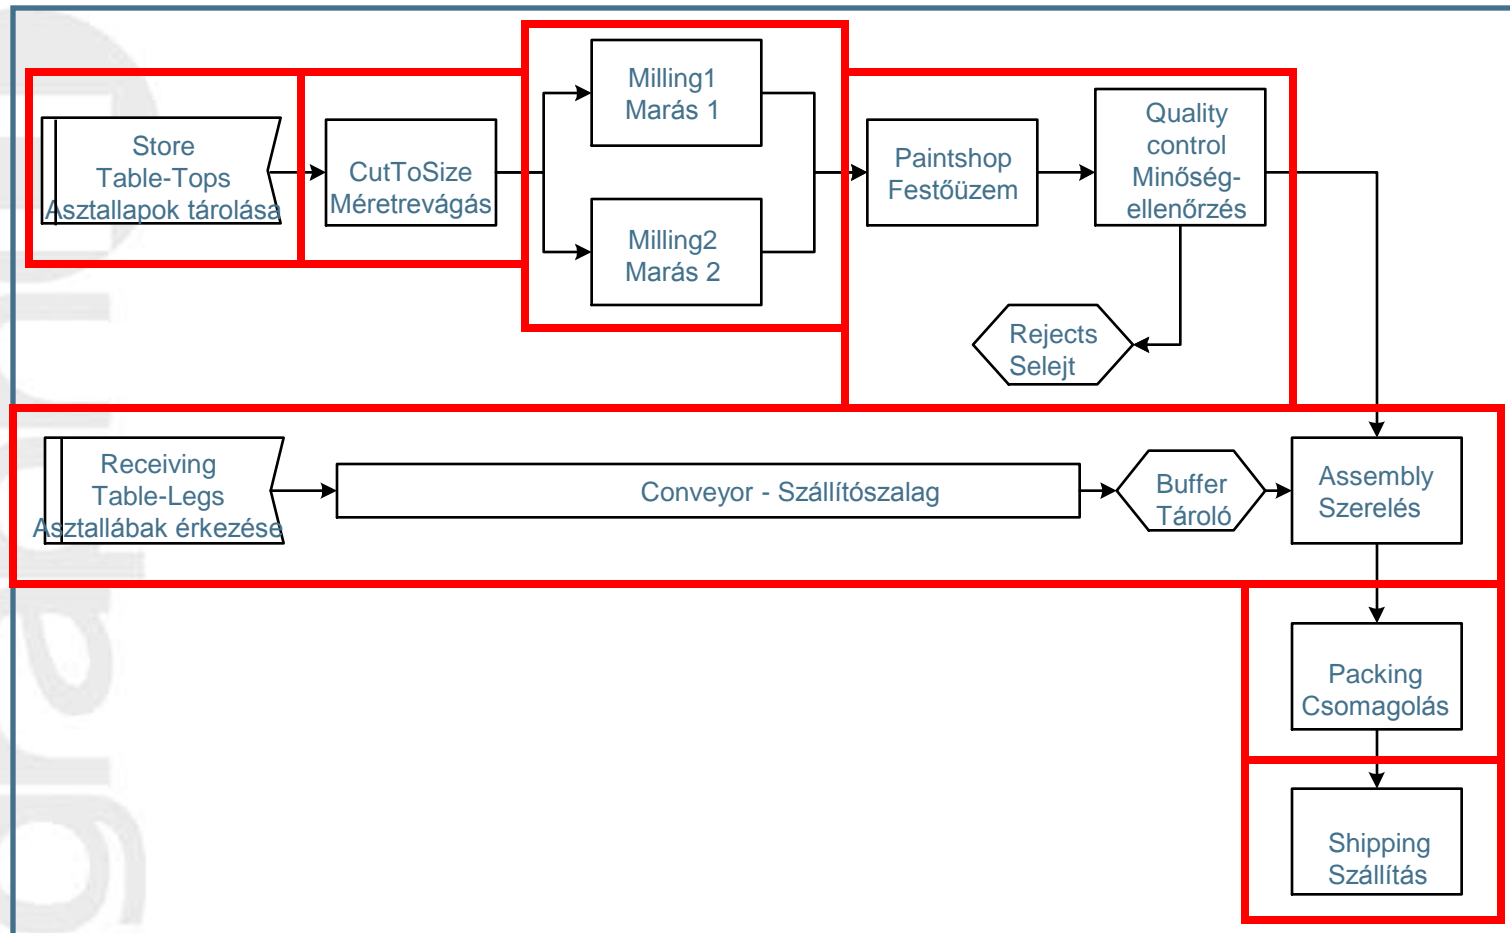 Store
Table-Tops
Asztallapok tárolása
CutToSize
Méretrevágás
Milling1
Marás 1
Milling2
Marás 2
Paintshop
Festőüzem
Quality
control
Minőség-
ellenőrzés
Rejects
Selejt
Receiving
Table-Legs
Asztallábak érkezése
Conveyor - Szállítószalag
Buffer
Tároló
Assembly
Szerelés
Packing
Csomagolás
Shipping
Szállítás